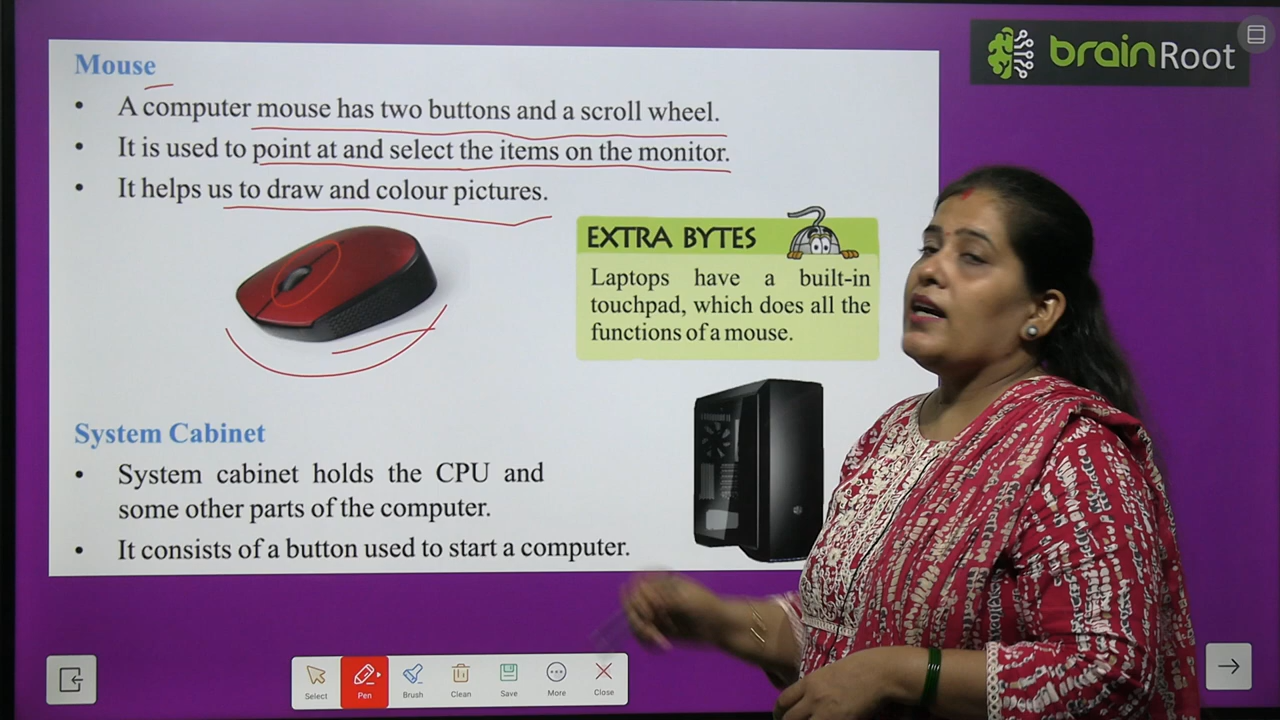 brainRoot
Mouse
• A computer mouse has two buttons and a scroll wheel.
• It is used to point at and select the items on the monitor.
• It helps us to draw and colour pictures.
EXTRA BYTES
Laptops have a built-in
touchpad, which does all the
functions of a mouse.
System Cabinet
• System cabinet holds the CPU and
some other parts of the computer.
• It consists of a button used to start a computer.
Select Pen Brush Clean Save More Close